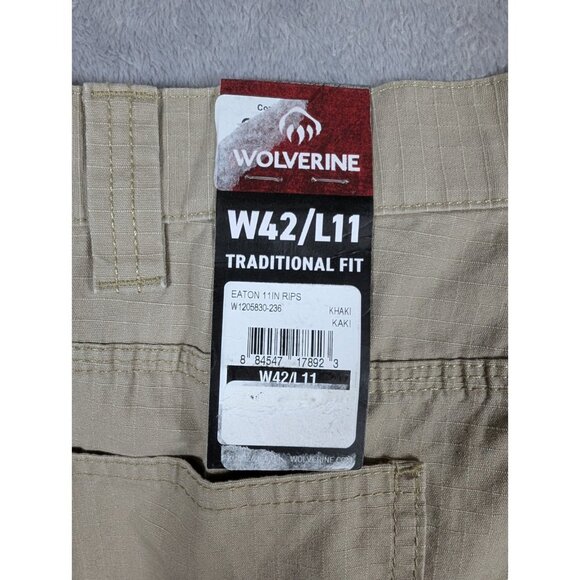 WOLVERINE
W42/L11
TRADITIONAL FIT
EATON 11IN RIPS
W1205830-236
KHAKI
KAKI
8 84547 17892 3
W42/L11
WOLVERINE.COM